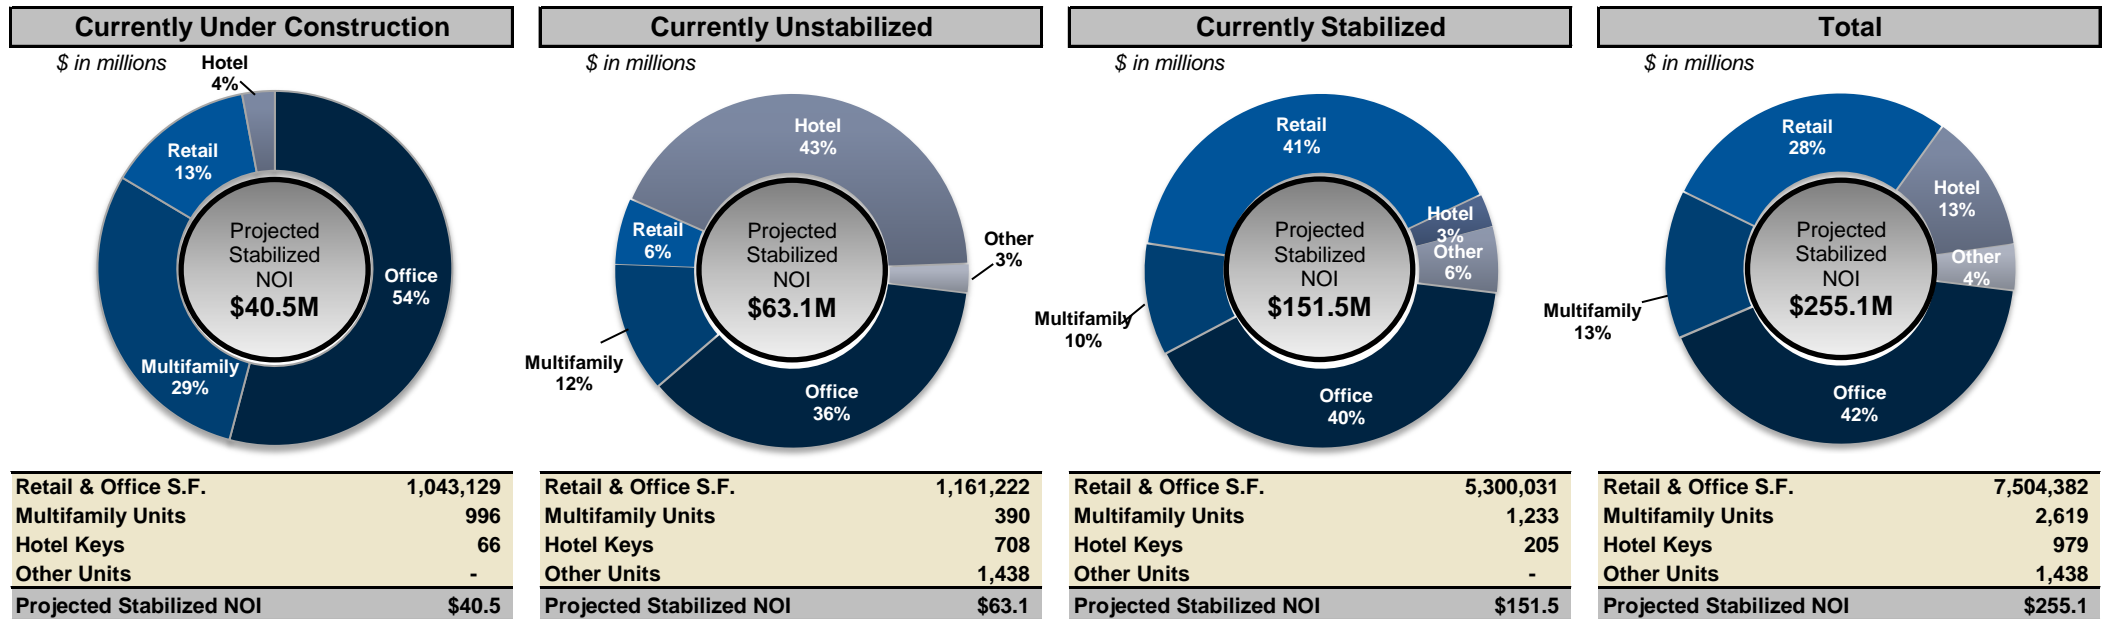 Currently Under Construction
$ in millions
Hotel
4%
Retail
13%
Office
54%
Multifamily
29%
Projected
Stabilized
NOI
$40.5M
Retail & Office S.F. 1,043,129
Multifamily Units 996
Hotel Keys 66
Other Units -
Projected Stabilized NOI $40.5
Currently Unstabilized
$ in millions
Hotel
43%
Other
3%
Retail
6%
Multifamily
12%
Office
36%
Projected
Stabilized
NOI
$63.1M
Retail & Office S.F. 1,161,222
Multifamily Units 390
Hotel Keys 708
Other Units 1,438
Projected Stabilized NOI $63.1
Currently Stabilized
$ in millions
Retail
41%
Hotel
3%
Other
6%
Multifamily
10%
Office
40%
Projected
Stabilized
NOI
$151.5M
Retail & Office S.F. 5,300,031
Multifamily Units 1,233
Hotel Keys 205
Other Units -
Projected Stabilized NOI $151.5
Total
$ in millions
Retail
28%
Hotel
13%
Other
4%
Multifamily
13%
Office
42%
Projected
Stabilized
NOI
$255.1M
Retail & Office S.F. 7,504,382
Multifamily Units 2,619
Hotel Keys 979
Other Units 1,438
Projected Stabilized NOI $255.1